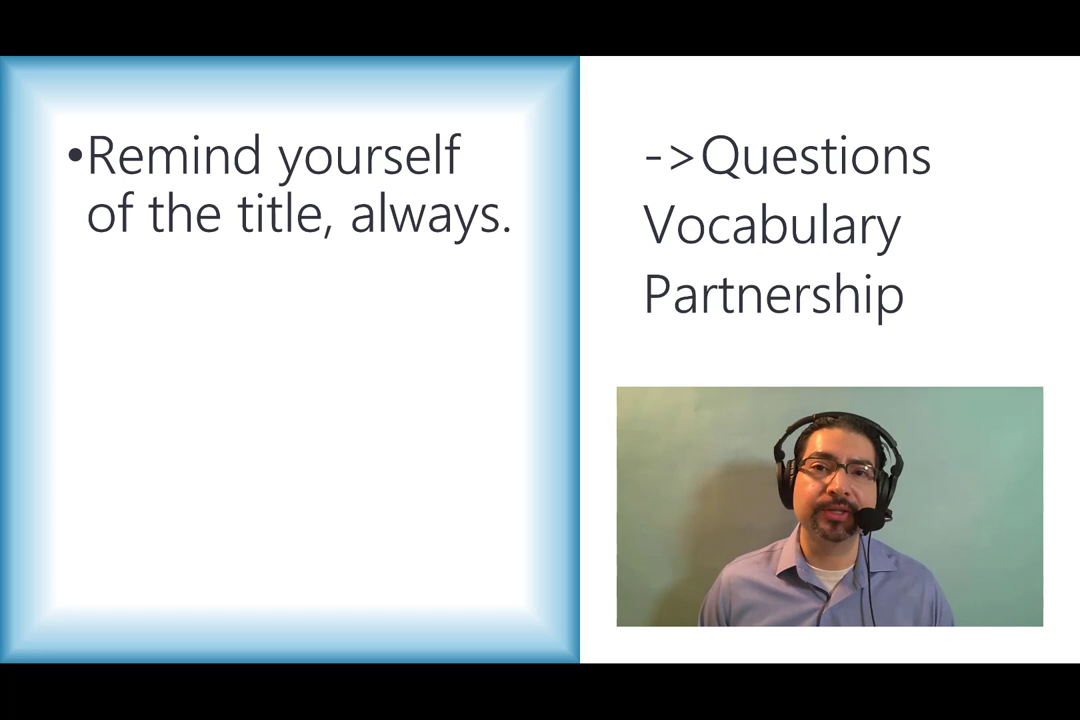 •Remind yourself
of the title, always.
->Questions
Vocabulary
Partnership